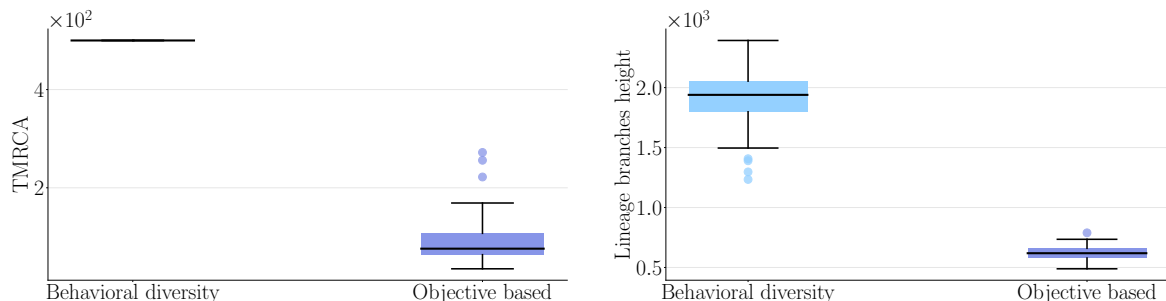 ×10²
TMRCA
4
2
Behavioral diversity
Objective based
×10³
Lineage branches height
2.0
1.5
1.0
0.5
Behavioral diversity
Objective based